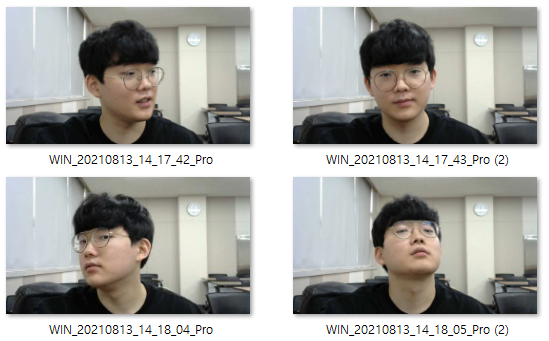 WIN_20210813_14_17_42_Pro
WIN_20210813_14_17_43_Pro (2)
WIN_20210813_14_18_04_Pro
WIN_20210813_14_18_05_Pro (2)